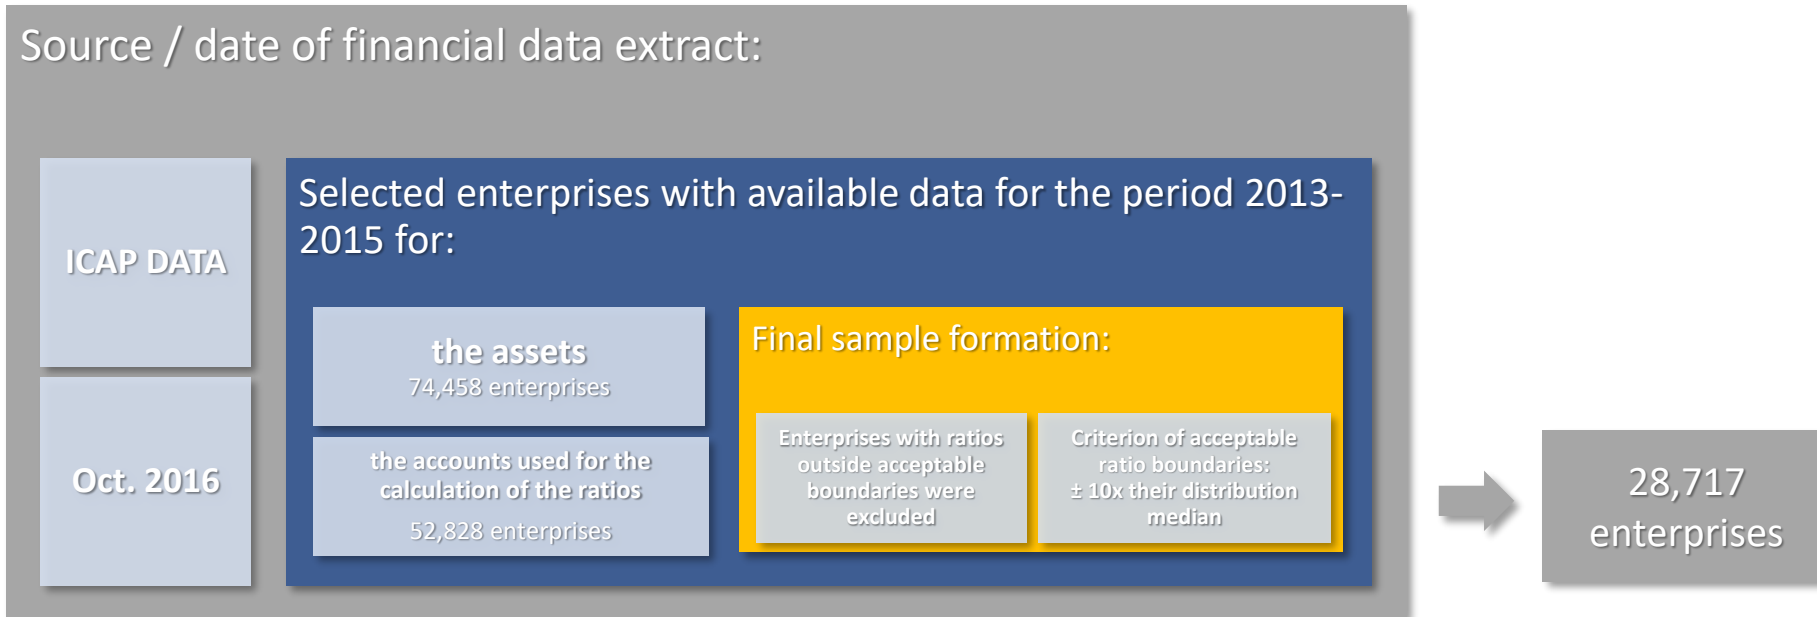 Source / date of financial data extract:
ICAP DATA
Oct. 2016
Selected enterprises with available data for the period 2013-
2015 for:
the assets
74,458 enterprises
the accounts used for the
calculation of the ratios
52,828 enterprises
Final sample formation:
Enterprises with ratios
outside acceptable
boundaries were
excluded
Criterion of acceptable
ratio boundaries:
± 10x their distribution
median
28,717
enterprises